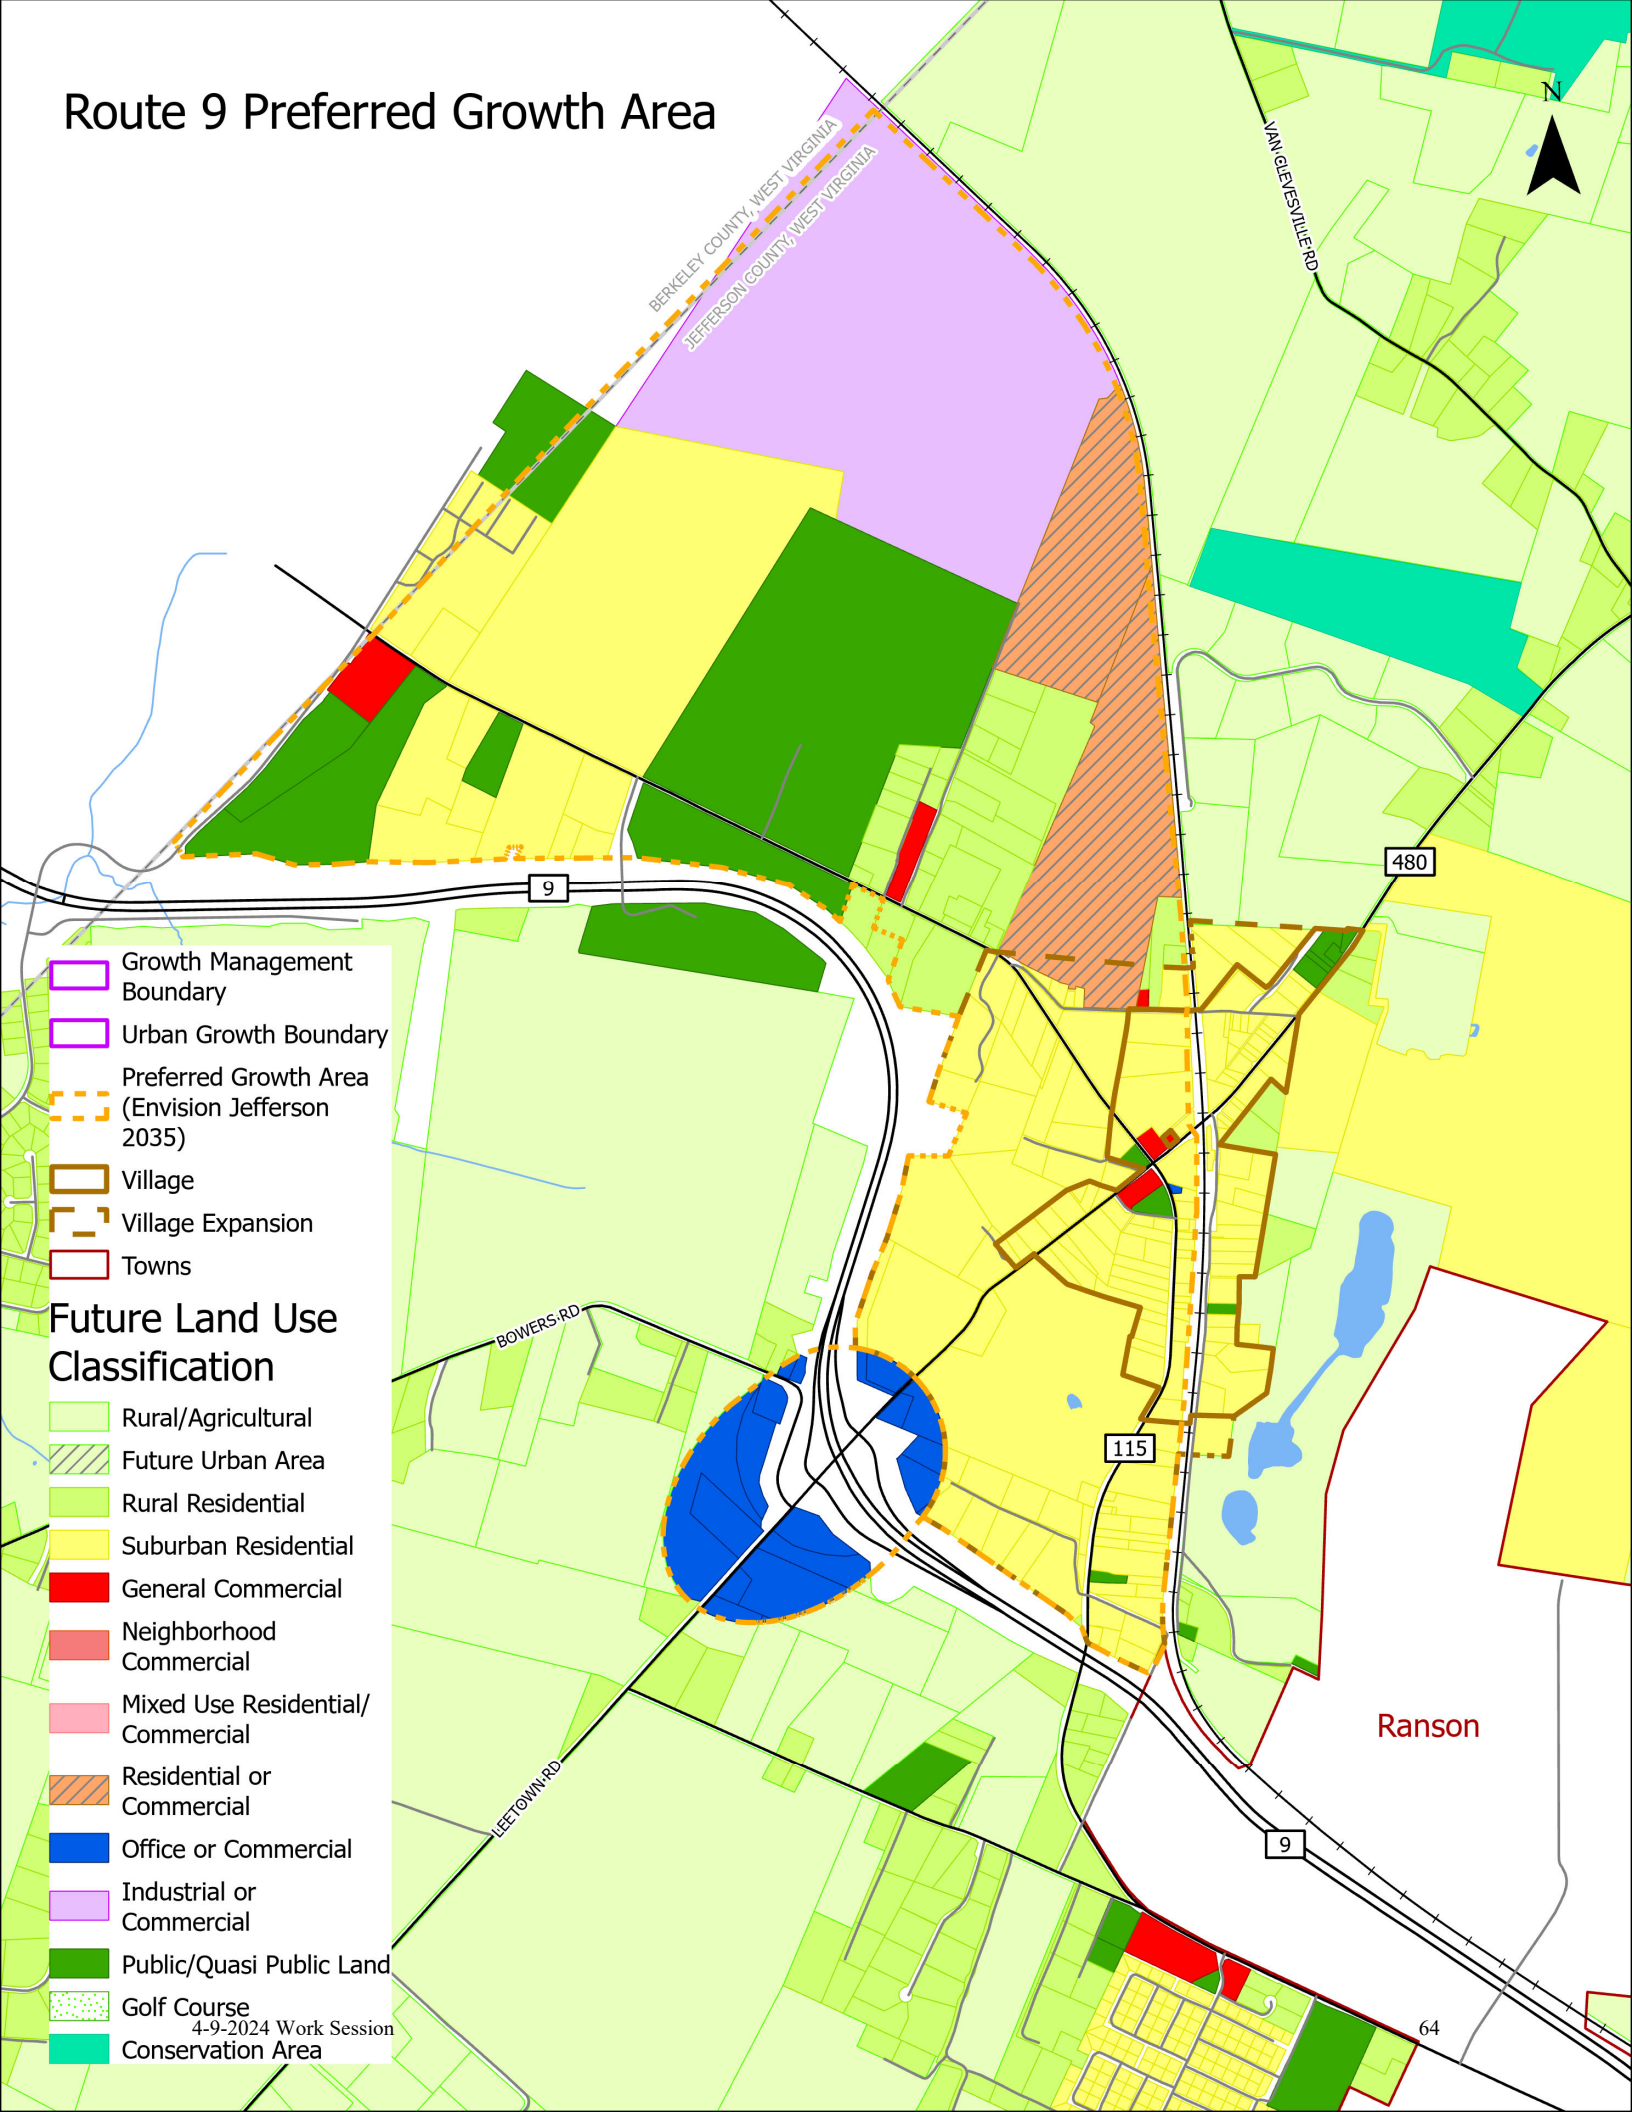 Route 9 Preferred Growth Area
N
BERKELEY COUNTY, WEST VIRGINIA
JEFFERSON COUNTY, WEST VIRGINIA
VAN CLEVESVILLE RD
480
9
Growth Management
Boundary
Urban Growth Boundary
Preferred Growth Area
(Envision Jefferson
2035)
Village
Village Expansion
Towns
Future Land Use
Classification
Rural/Agricultural
Future Urban Area
Rural Residential
Suburban Residential
General Commercial
Neighborhood
Commercial
Mixed Use Residential/
Commercial
Residential or
Commercial
Office or Commercial
Industrial or
Commercial
Public/Quasi Public Land
Golf Course
Conservation Area
BOWERS RD
115
LEETOWN RD
Ranson
9
4-9-2024 Work Session
64